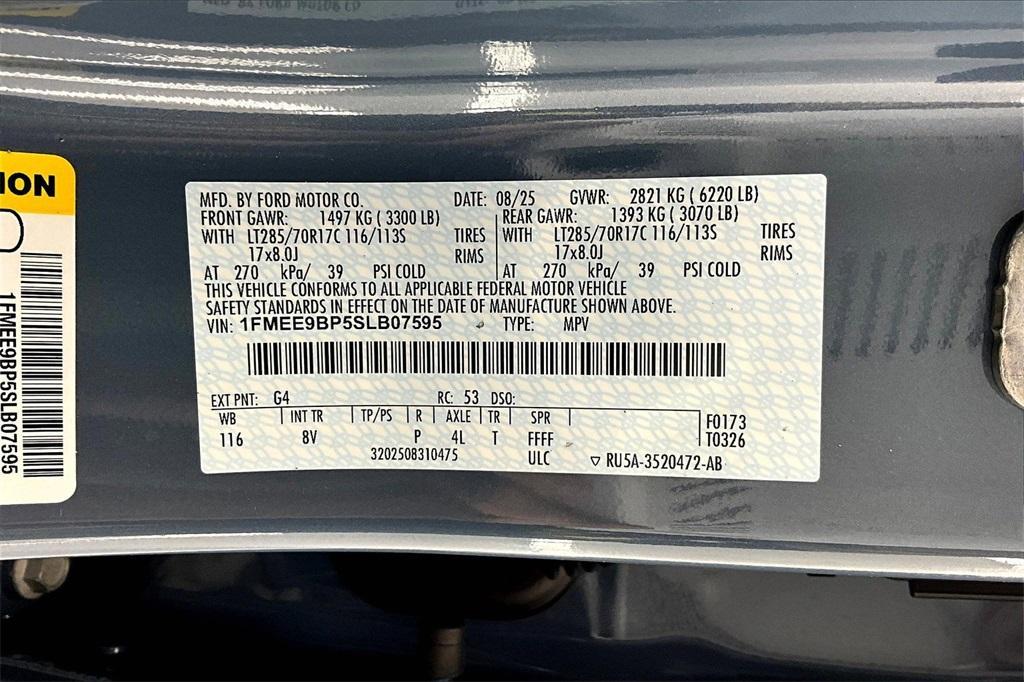 ION
1FMEE9BP5SLB07595
MFD. BY FORD MOTOR CO. DATE: 08/25 GVWR: 2821 KG ( 6220 LB)
FRONT GAWR: 1497 KG ( 3300 LB) REAR GAWR: 1393 KG ( 3070 LB)
WITH LT285/70R17C 116/113S TIRES WITH LT285/70R17C 116/113S TIRES
17x8.0J RIMS 17x8.0J RIMS
AT 270 kPa/ 39 PSI COLD AT 270 kPa/ 39 PSI COLD
THIS VEHICLE CONFORMS TO ALL APPLICABLE FEDERAL MOTOR VEHICLE
SAFETY STANDARDS IN EFFECT ON THE DATE OF MANUFACTURE SHOWN ABOVE.
VIN: 1FMEE9BP5SLB07595 TYPE: MPV
EXT PNT: G4 RC: 53 DSO:
WB INT TR TP/PS R AXLE TR SPR F0173
116 8V P 4L T FFFF T0326
3202508310475 ULC ▽ RU5A-3520472-AB